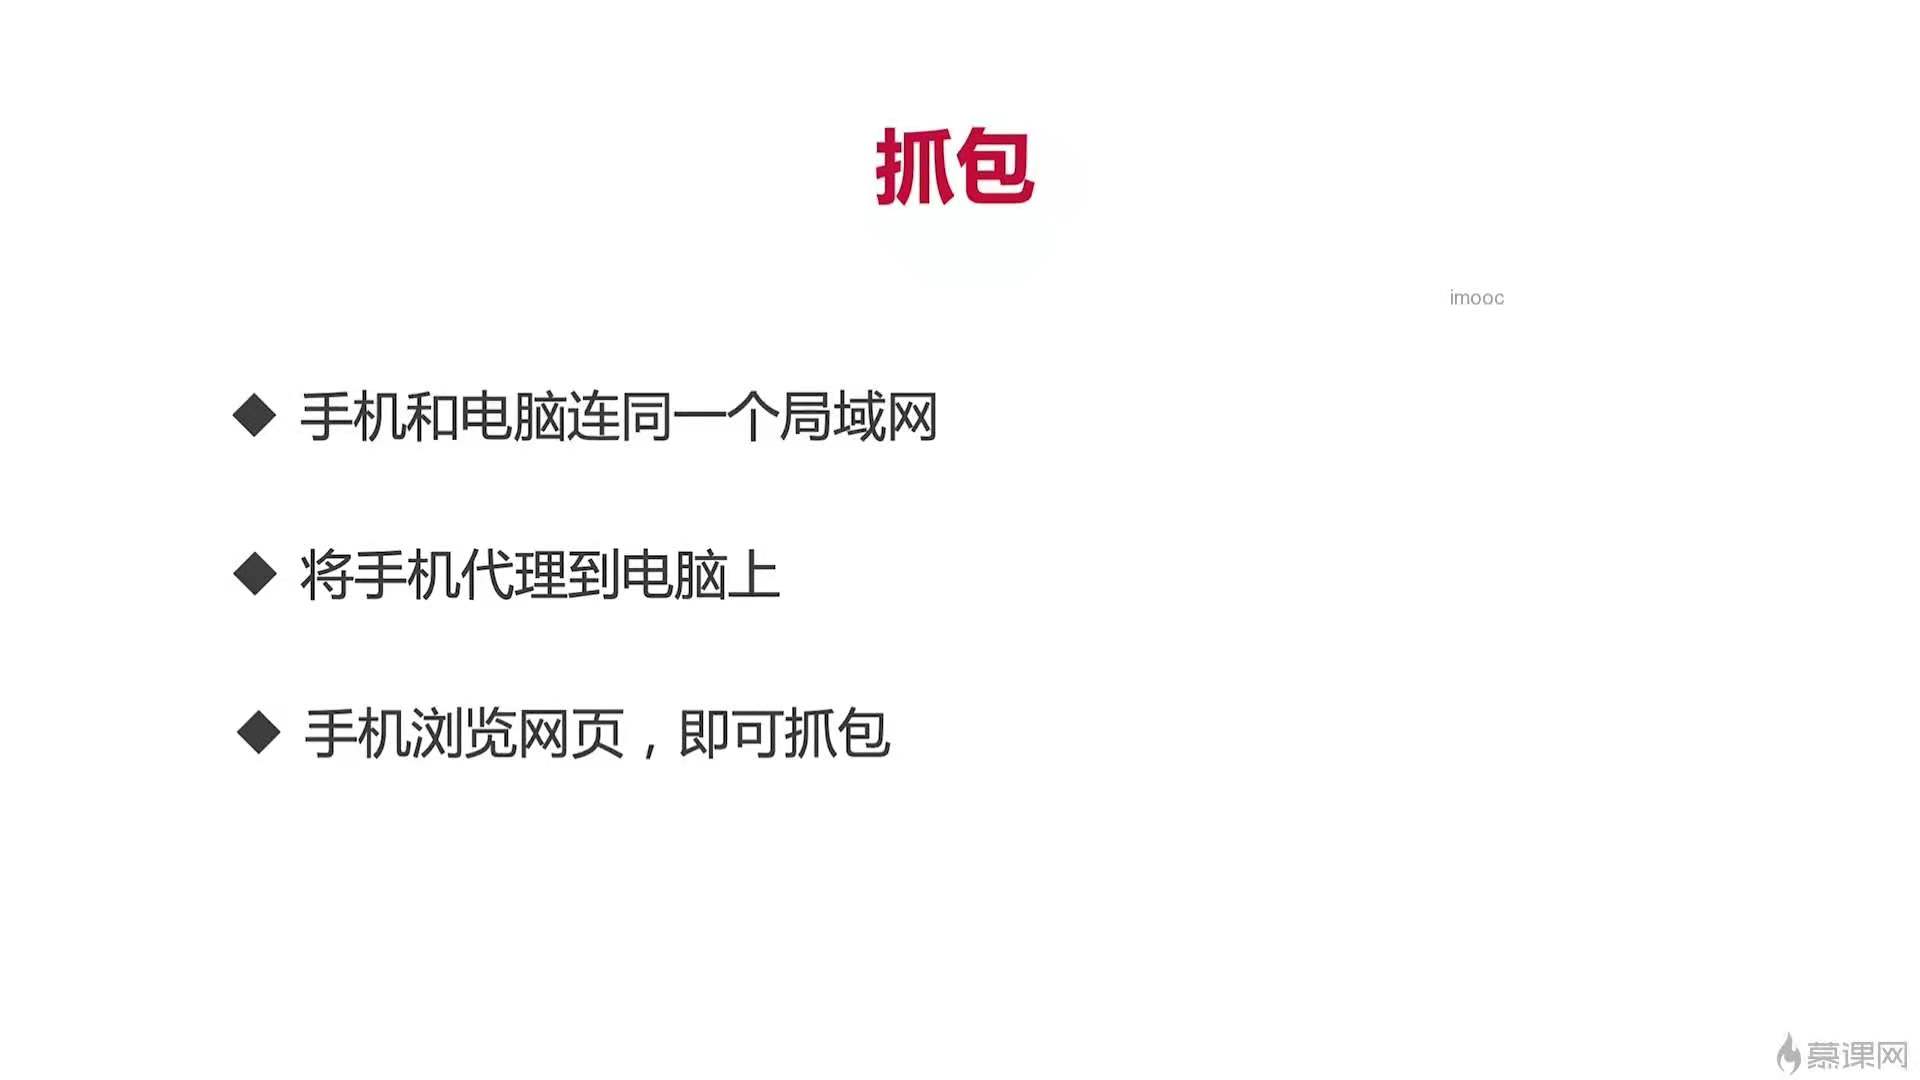 抓包
imooc
手机和电脑连同一个局域网
将手机代理到电脑上
手机浏览网页，即可抓包
慕课网